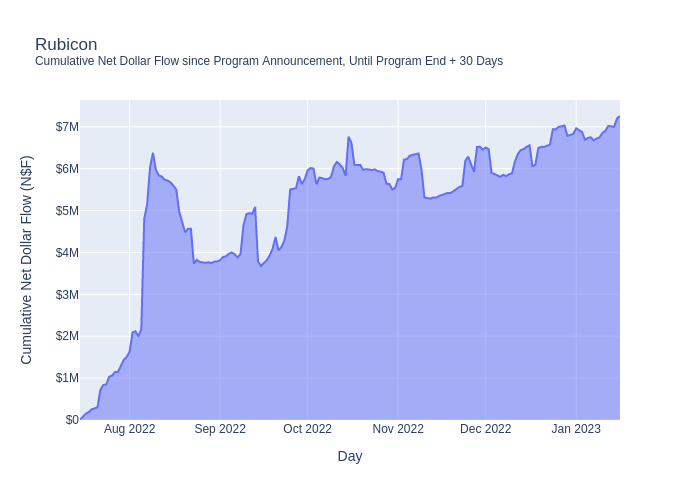 Rubicon
Cumulative Net Dollar Flow since Program Announcement, Until Program End + 30 Days
Cumulative Net Dollar Flow (N$F)
$7M
$6M
$5M
$4M
$3M
$2M
$1M
$0
Aug 2022
Sep 2022
Oct 2022
Nov 2022
Dec 2022
Jan 2023
Day